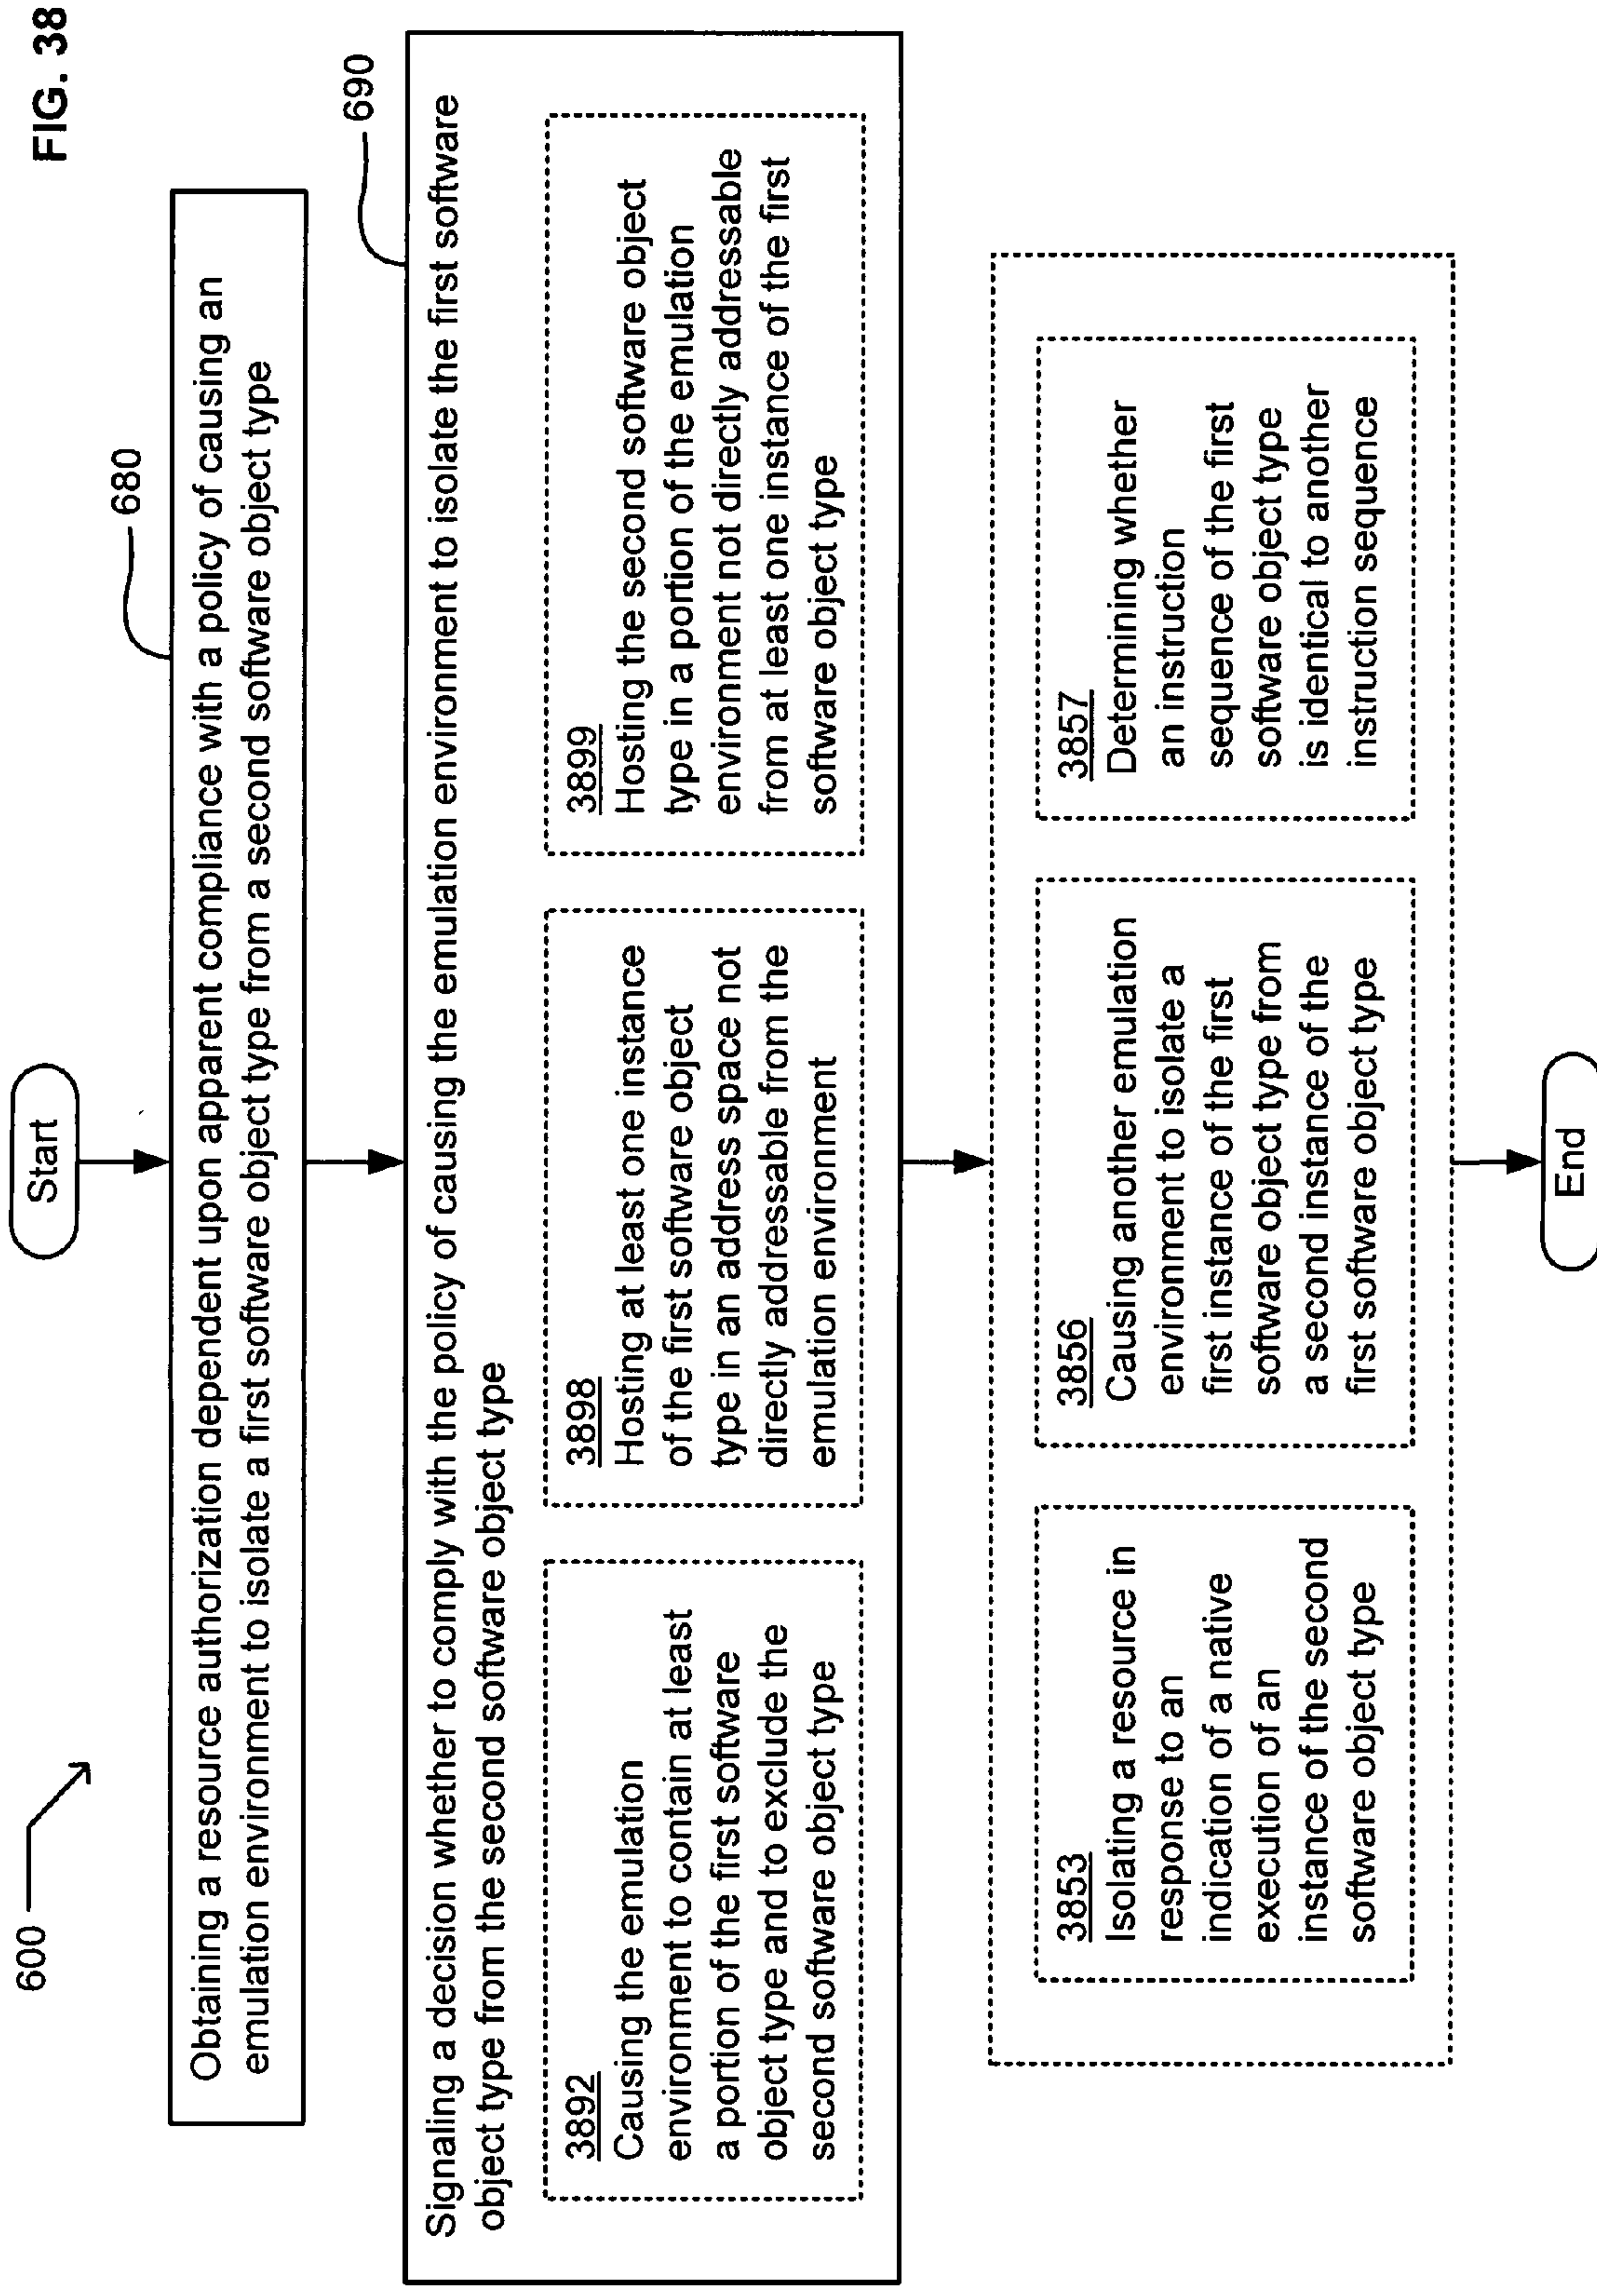 FIG. 38
600
Start
680
Obtaining a resource authorization dependent upon apparent compliance with a policy of causing an
emulation environment to isolate a first software object type from a second software object type
690
Signaling a decision whether to comply with the policy of causing the emulation environment to isolate the first software
object type from the second software object type
3892
Causing the emulation
environment to contain at least
a portion of the first software
object type and to exclude the
second software object type
3898
Hosting at least one instance
of the first software object
type in an address space not
directly addressable from the
emulation environment
3899
Hosting the second software object
type in a portion of the emulation
environment not directly addressable
from at least one instance of the first
software object type
3853
Isolating a resource in
response to an
indication of a native
execution of an
instance of the second
software object type
3856
Causing another emulation
environment to isolate a
first instance of the first
software object type from
a second instance of the
first software object type
3857
Determining whether
an instruction
sequence of the first
software object type
is identical to another
instruction sequence
End